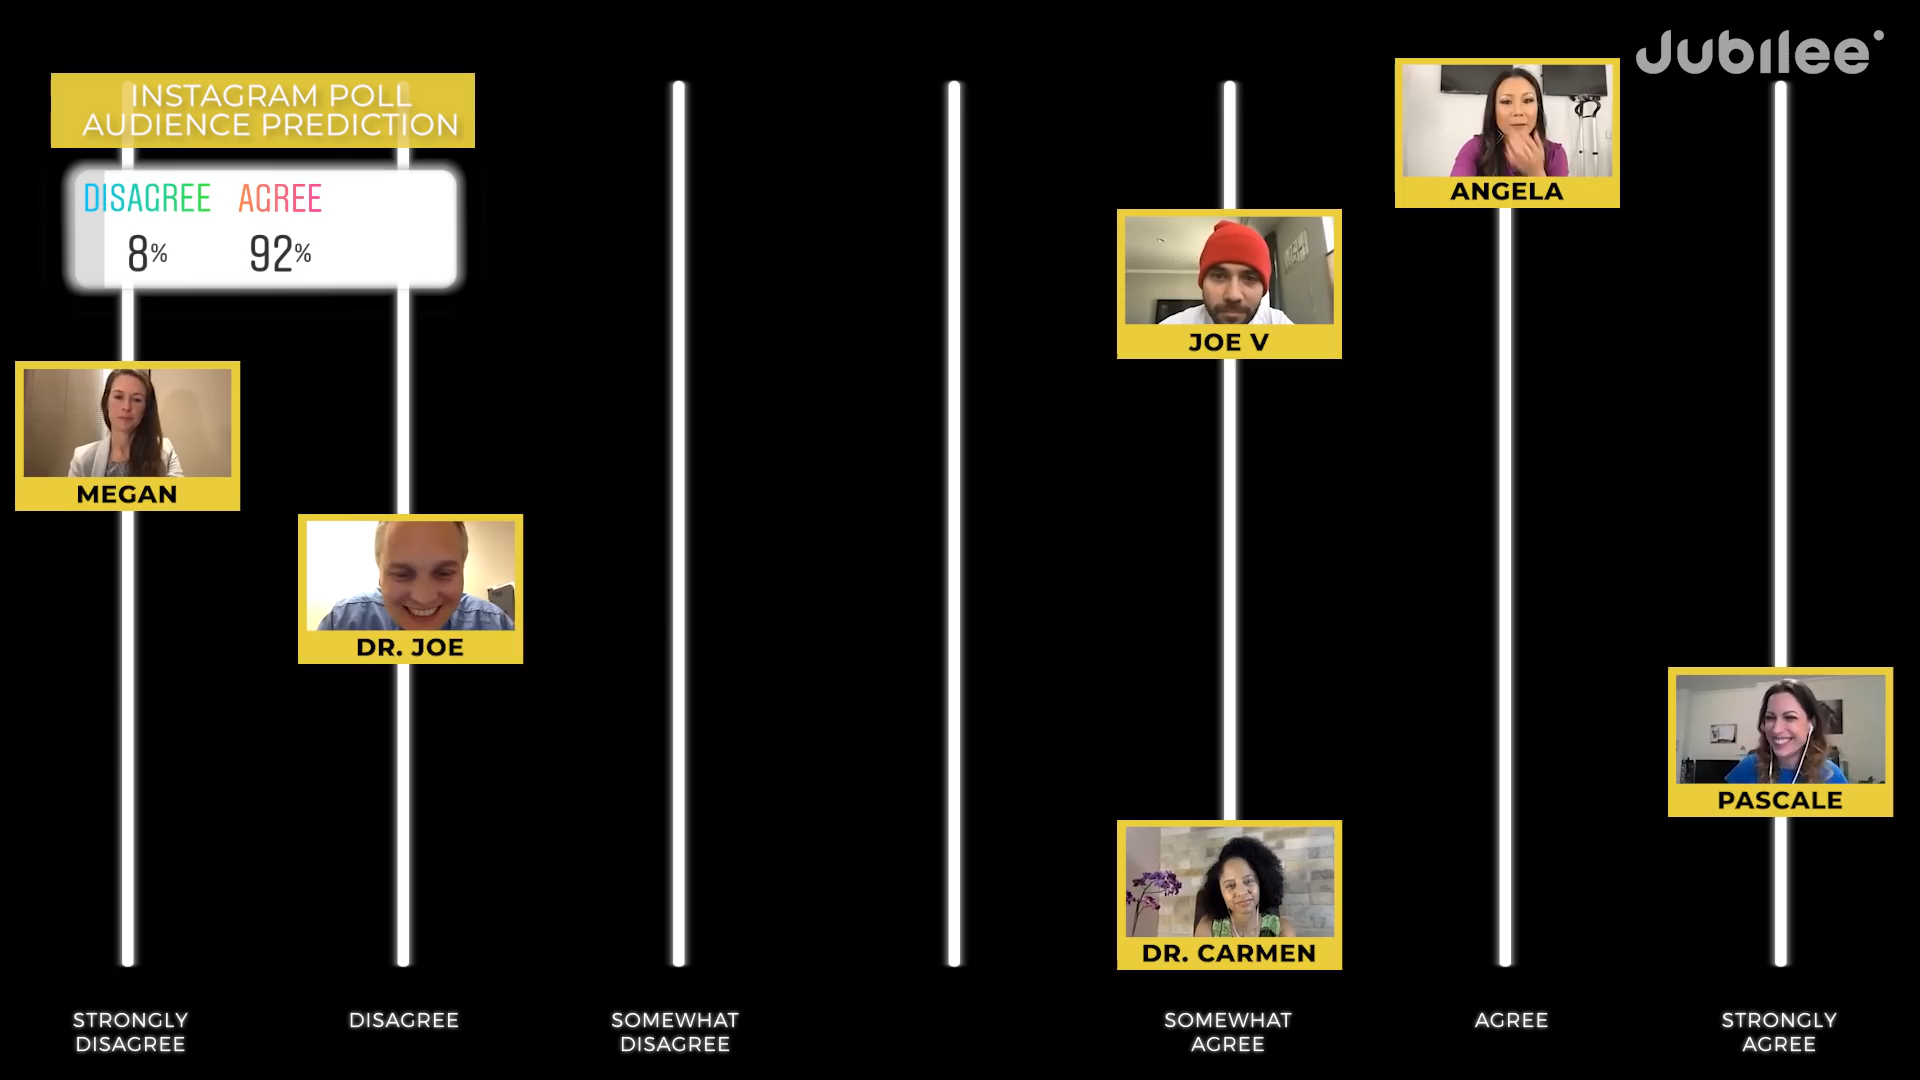 Jubilee
INSTAGRAM POLL
AUDIENCE PREDICTION
DISAGREE AGREE
8% 92%
ANGELA
JOE V
MEGAN
DR. JOE
PASCALE
DR. CARMEN
STRONGLY
DISAGREE
DISAGREE
SOMEWHAT
DISAGREE
SOMEWHAT
AGREE
AGREE
STRONGLY
AGREE